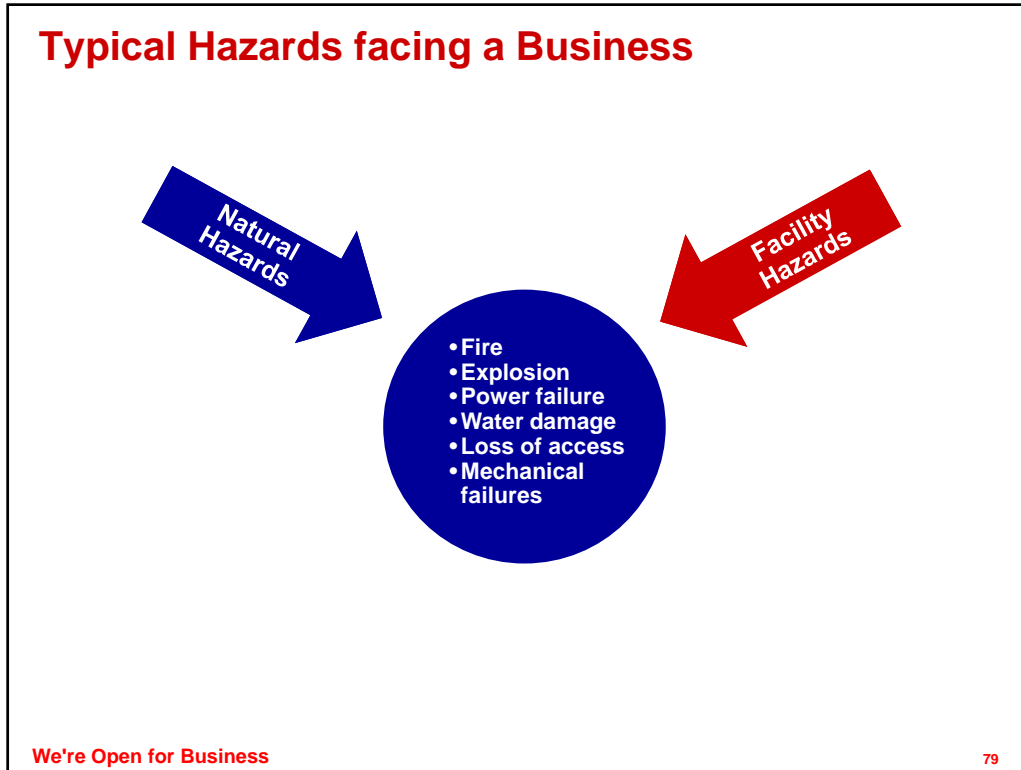 Typical Hazards facing a Business
Natural
Hazards
Facility
Hazards
•Fire
•Explosion
•Power failure
•Water damage
•Loss of access
•Mechanical
failures
We're Open for Business
79